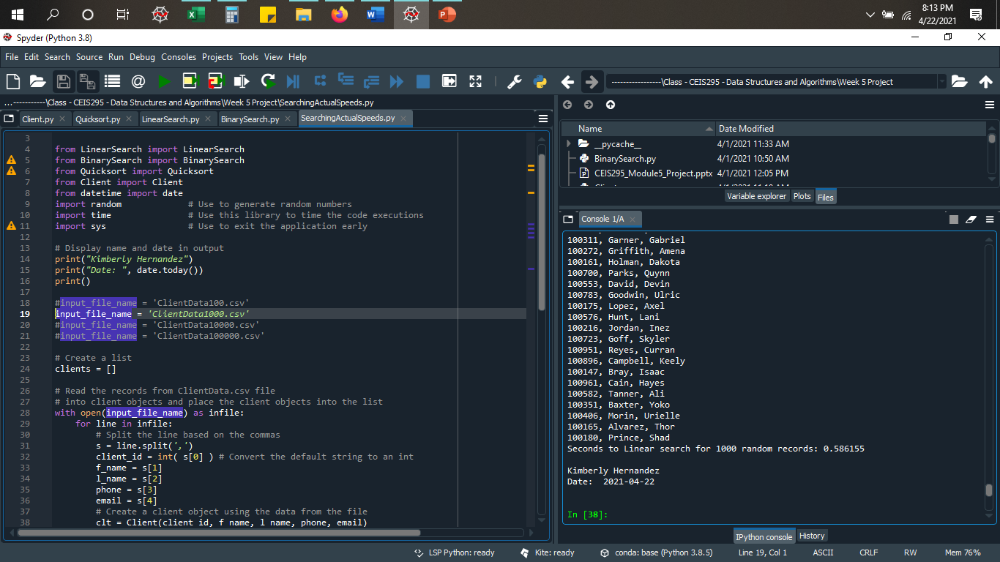 8:13 PM
4/22/2021
Spyder (Python 3.8)
File Edit Search Source Run Debug Consoles Projects Tools View Help
-----------------\Class - CEIS295 - Data Structures and Algorithms\Week 5 Project
...-----------\Class - CEIS295 - Data Structures and Algorithms\Week 5 Project\SearchingActualSpeeds.py
Client.py Quicksort.py LinearSearch.py BinarySearch.py SearchingActualSpeeds.py
3
4 from LinearSearch import LinearSearch
5 from BinarySearch import BinarySearch
6 from Quicksort import Quicksort
7 from Client import Client
8 from datetime import date
9 import random # Use to generate random numbers
10 import time # Use this library to time the code executions
11 import sys # Use to exit the application early
12
13 # Display name and date in output
14 print("Kimberly Hernandez")
15 print("Date: ", date.today())
16 print()
17
18 #input_file_name = 'ClientData100.csv'
19 input_file_name = 'ClientData1000.csv'
20 #input_file_name = 'ClientData10000.csv'
21 #input_file_name = 'ClientData100000.csv'
22
23 # Create a list
24 clients = []
25
26 # Read the records from ClientData.csv file
27 # into client objects and place the client objects into the list
28 with open(input_file_name) as infile:
29 for line in infile:
30 # Split the line based on the commas
31 s = line.split(',')
32 client_id = int( s[0] ) # Convert the default string to an int
33 f_name = s[1]
34 l_name = s[2]
35 phone = s[3]
36 email = s[4]
37 # Create a client object using the data from the file
38 clt = Client(client_id, f_name, l_name, phone, email)
Name Date Modified
__pycache__ 4/1/2021 11:33 AM
BinarySearch.py 4/1/2021 10:50 AM
CEIS295_Module5_Project.pptx 4/1/2021 12:05 PM
Variable explorer Plots Files
Console 1/A
100311, Garner, Gabriel
100272, Griffith, Amena
100161, Holman, Dakota
100700, Parks, Quynn
100553, David, Devin
100783, Goodwin, Ulric
100175, Lopez, Axel
100576, Hunt, Lani
100216, Jordan, Inez
100723, Goff, Skyler
100951, Reyes, Curran
100896, Campbell, Keely
100147, Bray, Isaac
100961, Cain, Hayes
100582, Tanner, Ali
100351, Baxter, Yoko
100406, Morin, Urielle
100165, Alvarez, Thor
100180, Prince, Shad
Seconds to Linear search for 1000 random records: 0.586155
Kimberly Hernandez
Date:  2021-04-22
In [38]:
IPython console History
LSP Python: ready Kite: ready conda: base (Python 3.8.5) Line 19, Col 1 ASCII CRLF RW Mem 76%